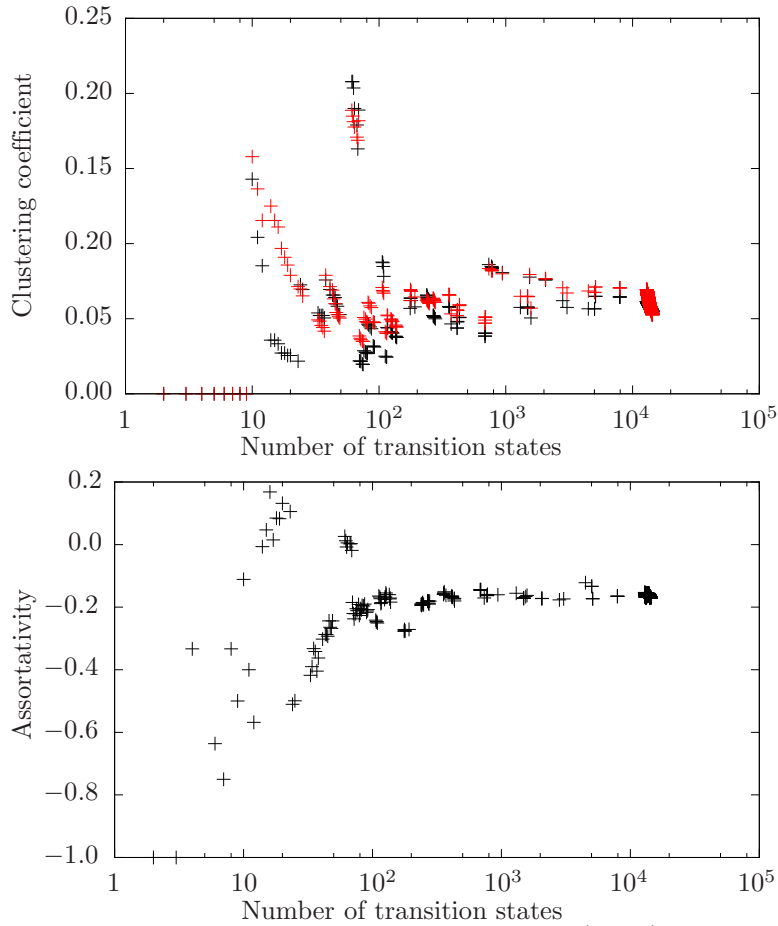 0.25
0.20
0.15
0.20
0.05
0.00
Clustering coefficient
1 10 10² 10³ 10⁴ 10⁵
Number of transition states
0.2
0.0
−0.2
−0.4
−0.6
−0.8
−1.0
Assortativity
1 10 10² 10³ 10⁴ 10⁵
Number of transition states